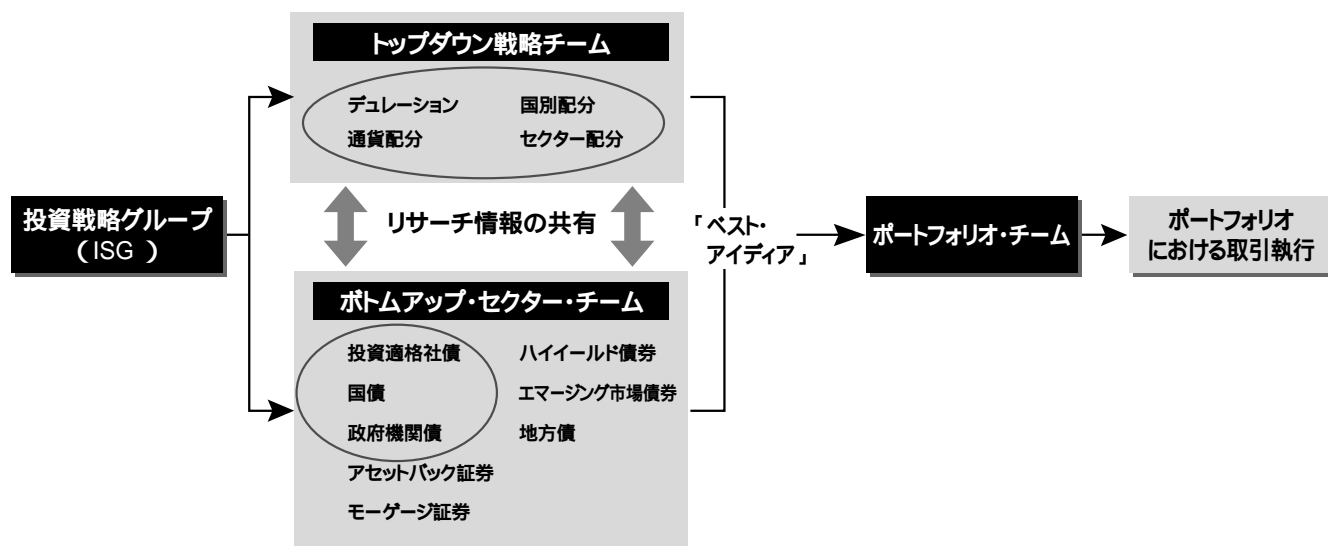 トップダウン戦略チーム
デュレーション 国別配分
通貨配分 セクター配分
投資戦略グループ
（ISG）
リサーチ情報の共有
「ベスト・
アイディア」
ポートフォリオ・チーム
ポートフォリオ
における取引執行
ボトムアップ・セクター・チーム
投資適格社債 ハイイールド債券
国債 エマージング市場債券
政府機関債 地方債
アセットバック証券
モーゲージ証券